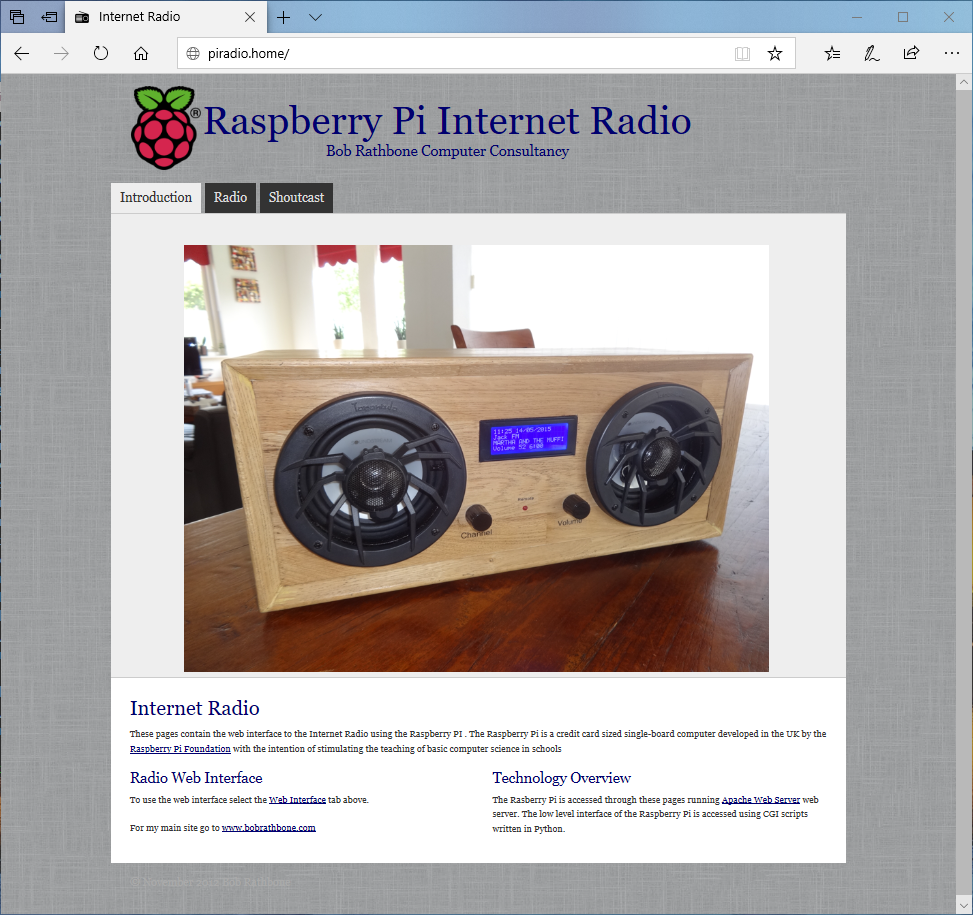 Internet Radio
piradio.home/
®
Raspberry Pi Internet Radio
Bob Rathbone Computer Consultancy
Introduction
Radio
Shoutcast
11:25 14/05/2015
Jack FM
MARTHA AND THE MUFFI
Volume 52 6:00
Channel
Volume
Internet Radio
These pages contain the web interface to the Internet Radio using the Raspberry PI . The Raspberry Pi is a credit card sized single-board computer developed in the UK by the
Raspberry Pi Foundation with the intention of stimulating the teaching of basic computer science in schools
Radio Web Interface
To use the web interface select the Web Interface tab above.
For my main site go to www.bobrathbone.com
Technology Overview
The Rasberry Pi is accessed through these pages running Apache Web Server web
server. The low level interface of the Raspberry Pi is accessed using CGI scripts
written in Python.
Bob Rathbone